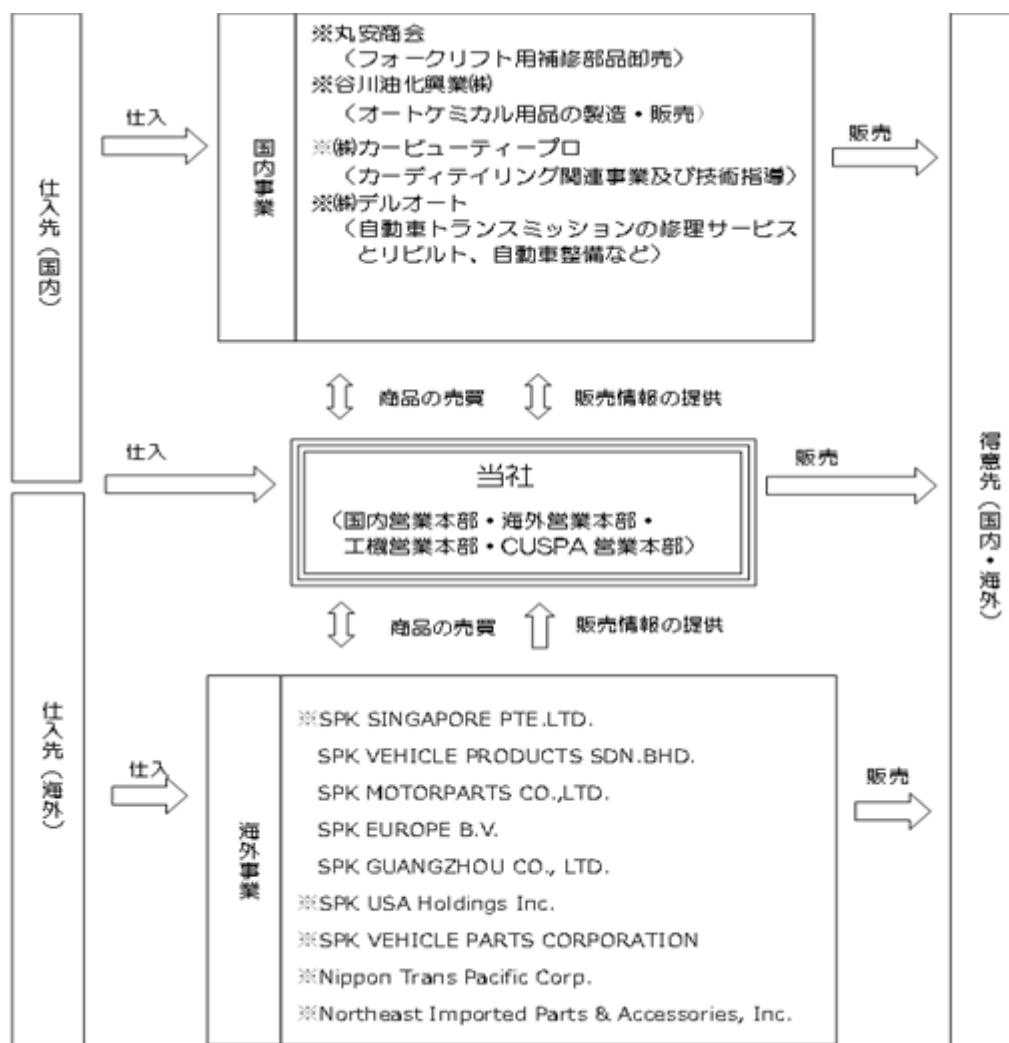 仕入先（国内）
仕入
国内事業
※丸安商会
（フォークリフト用補修部品卸売）
※谷川油化興業㈱
（オートケミカル用品の製造・販売）
※㈱カービューティープロ
（カーディテイリング関連事業及び技術指導）
※㈱デルオート
（自動車トランスミッションの修理サービス
とリビルト、自動車整備など）
販売
商品の売買
販売情報の提供
仕入
当社
（国内営業本部・海外営業本部・
工機営業本部・CUSPA 営業本部）
販売
得意先（国内・海外）
商品の売買
販売情報の提供
仕入先（海外）
仕入
海外事業
※SPK SINGAPORE PTE.LTD.
SPK VEHICLE PRODUCTS SDN.BHD.
SPK MOTORPARTS CO.,LTD.
SPK EUROPE B.V.
SPK GUANGZHOU CO., LTD.
※SPK USA Holdings Inc.
※SPK VEHICLE PARTS CORPORATION
※Nippon Trans Pacific Corp.
※Northeast Imported Parts & Accessories, Inc.
販売